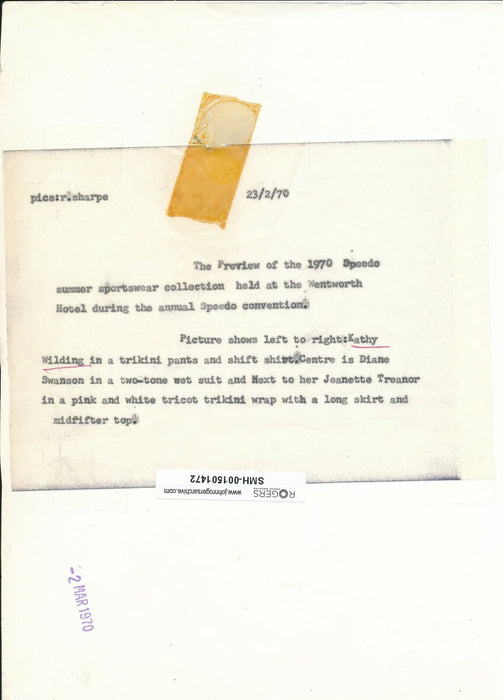 pics:r.sharpe 23/2/70
The Preview of the 1970 Speedo
summer sportswear collection held at the Wentworth
Hotel during the annual Speedo convention.
Picture shows left to right:Kathy
Wilding in a trikini pants and shift shirt.Centre is Diane
Swanson in a two-tone wet suit and Next to her Jeanette Treanor
in a pink and white tricot trikini wrap with a long skirt and
midfifter top.
ROGERS www.johnrogersarchive.com
SMH-001501472
- 2 MAR 1970